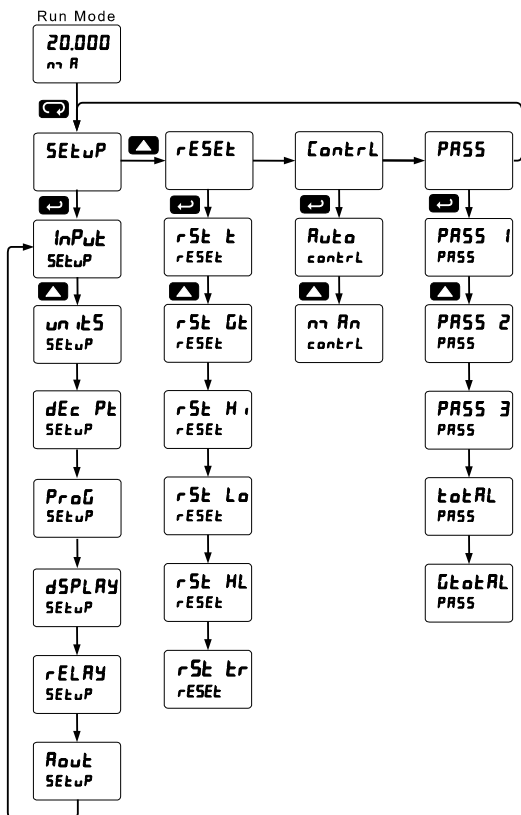 Run Mode
20.000
mA
SEtuP
rESEt
ContrL
PASS
InPut
SEtuP
rSt t
rESEt
Auto
contrL
PASS 1
PASS
unitS
SEtuP
rSt Gt
rESEt
mAn
contrL
PASS 2
PASS
dEc Pt
SEtuP
rSt Hi
rESEt
PASS 3
PASS
ProG
SEtuP
rSt Lo
rESEt
totAL
PASS
dSPLAY
SEtuP
rSt HL
rESEt
GtotAL
PASS
rELAY
SEtuP
rSt tr
rESEt
Aout
SEtuP